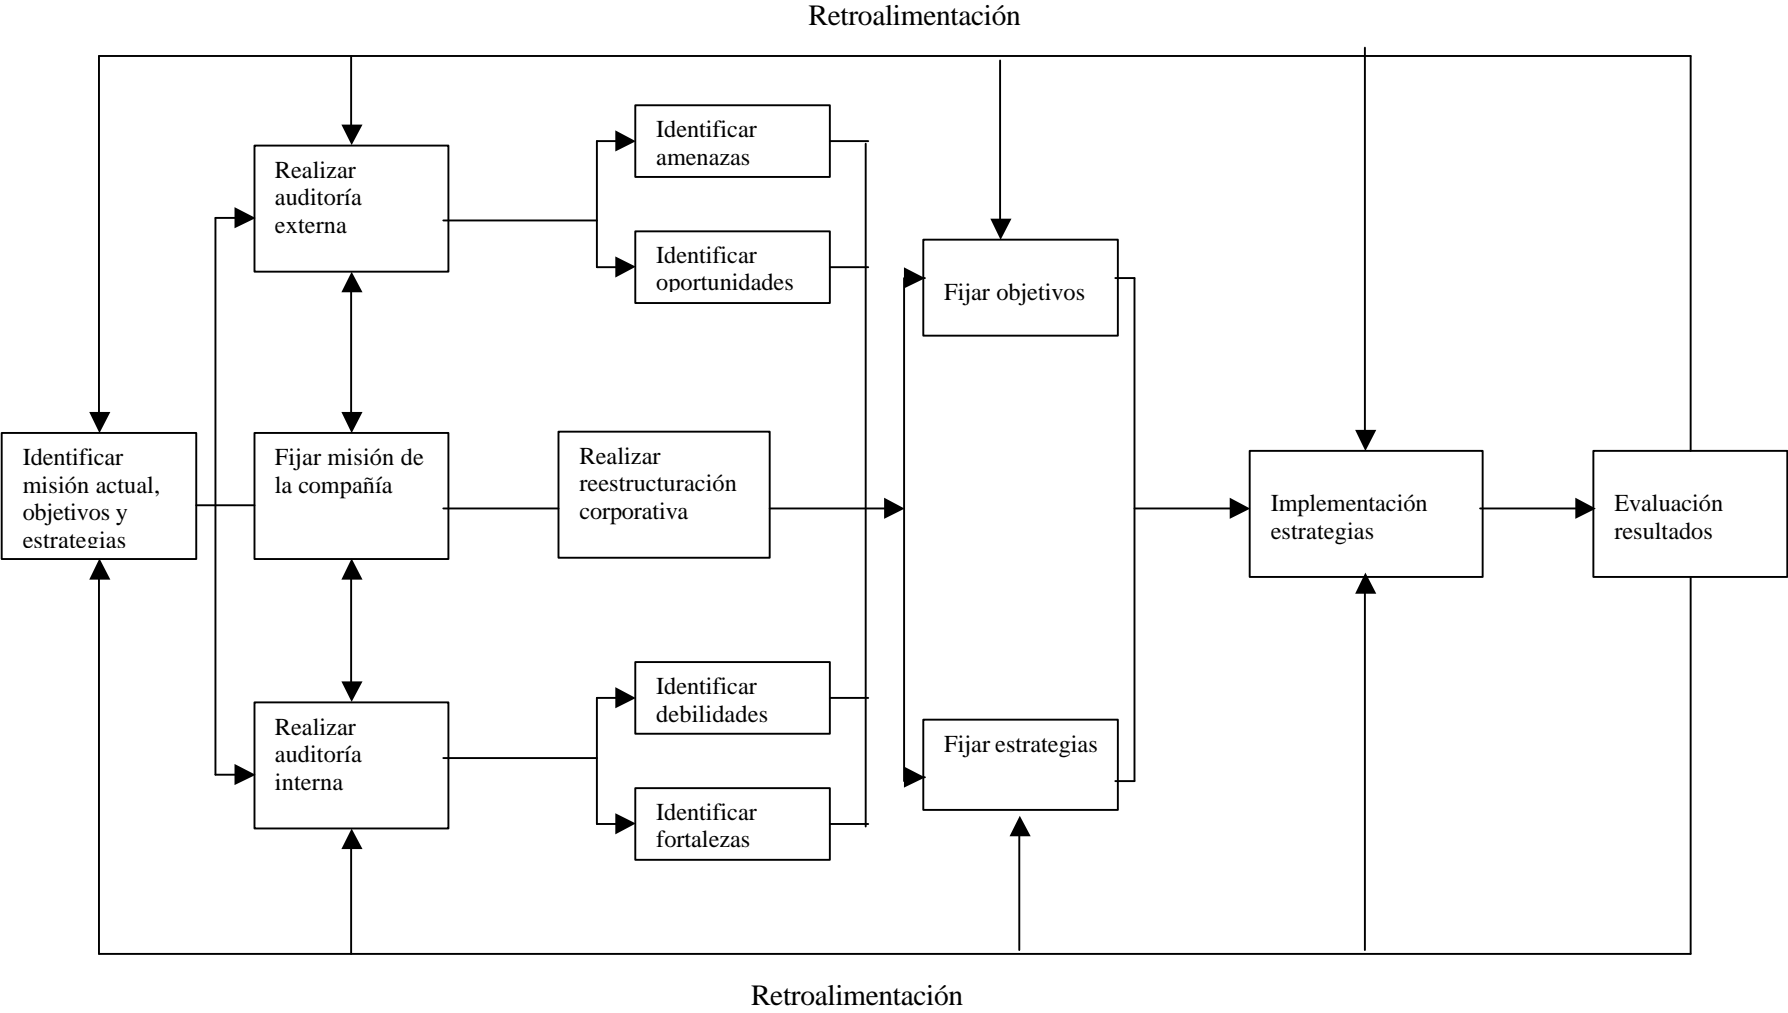 Retroalimentación
Identificar
amenazas
Realizar
auditoría
externa
Identificar
oportunidades
Fijar objetivos
Identificar
misión actual,
objetivos y
estrategias
Fijar misión de
la compañía
Realizar
reestructuración
corporativa
Implementación
estrategias
Evaluación
resultados
Identificar
debilidades
Realizar
auditoría
interna
Fijar estrategias
Identificar
fortalezas
Retroalimentación